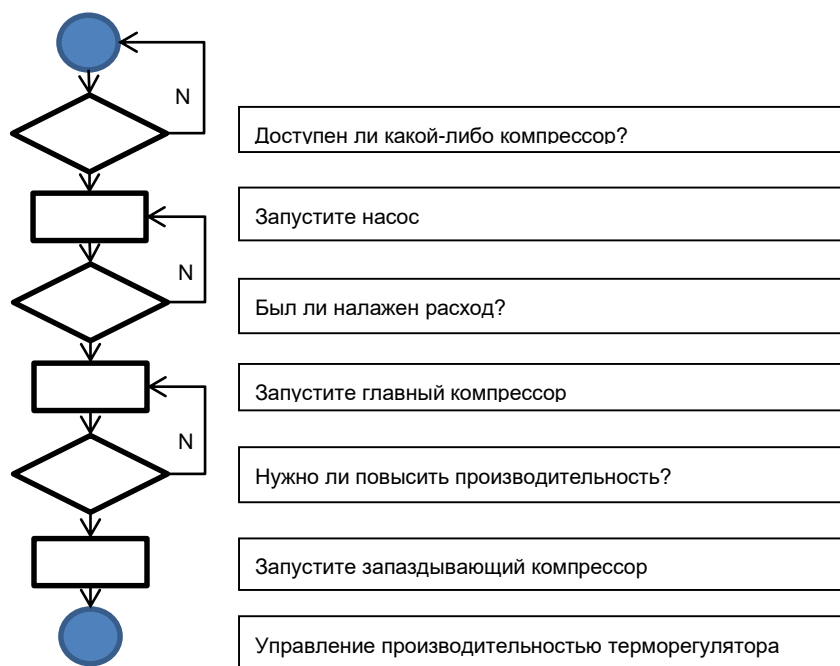 N
Доступен ли какой-либо компрессор?
Запустите насос
N
Был ли налажен расход?
Запустите главный компрессор
N
Нужно ли повысить производительность?
Запустите запаздывающий компрессор
Управление производительностью терморегулятора